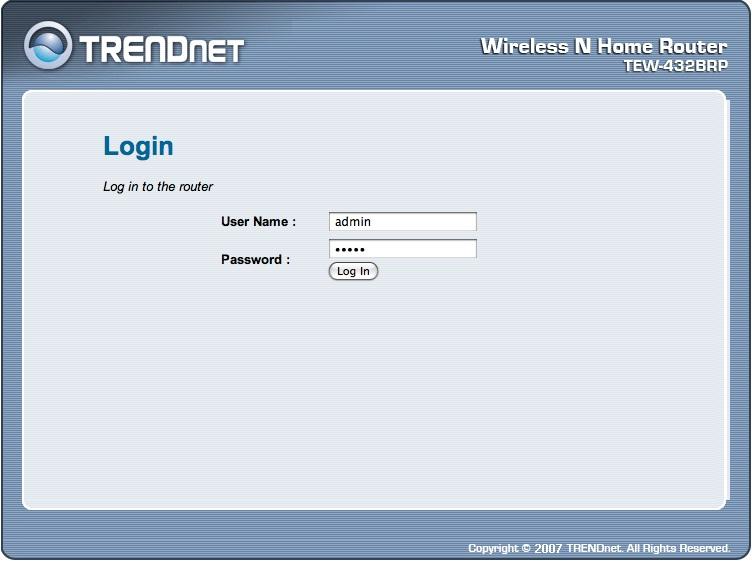 TRENDNET
Wireless N Home Router
TEW-432BRP
Login
Log in to the router
User Name :
admin
Password :
•••••
Log In
Copyright © 2007 TRENDnet. All Rights Reserved.